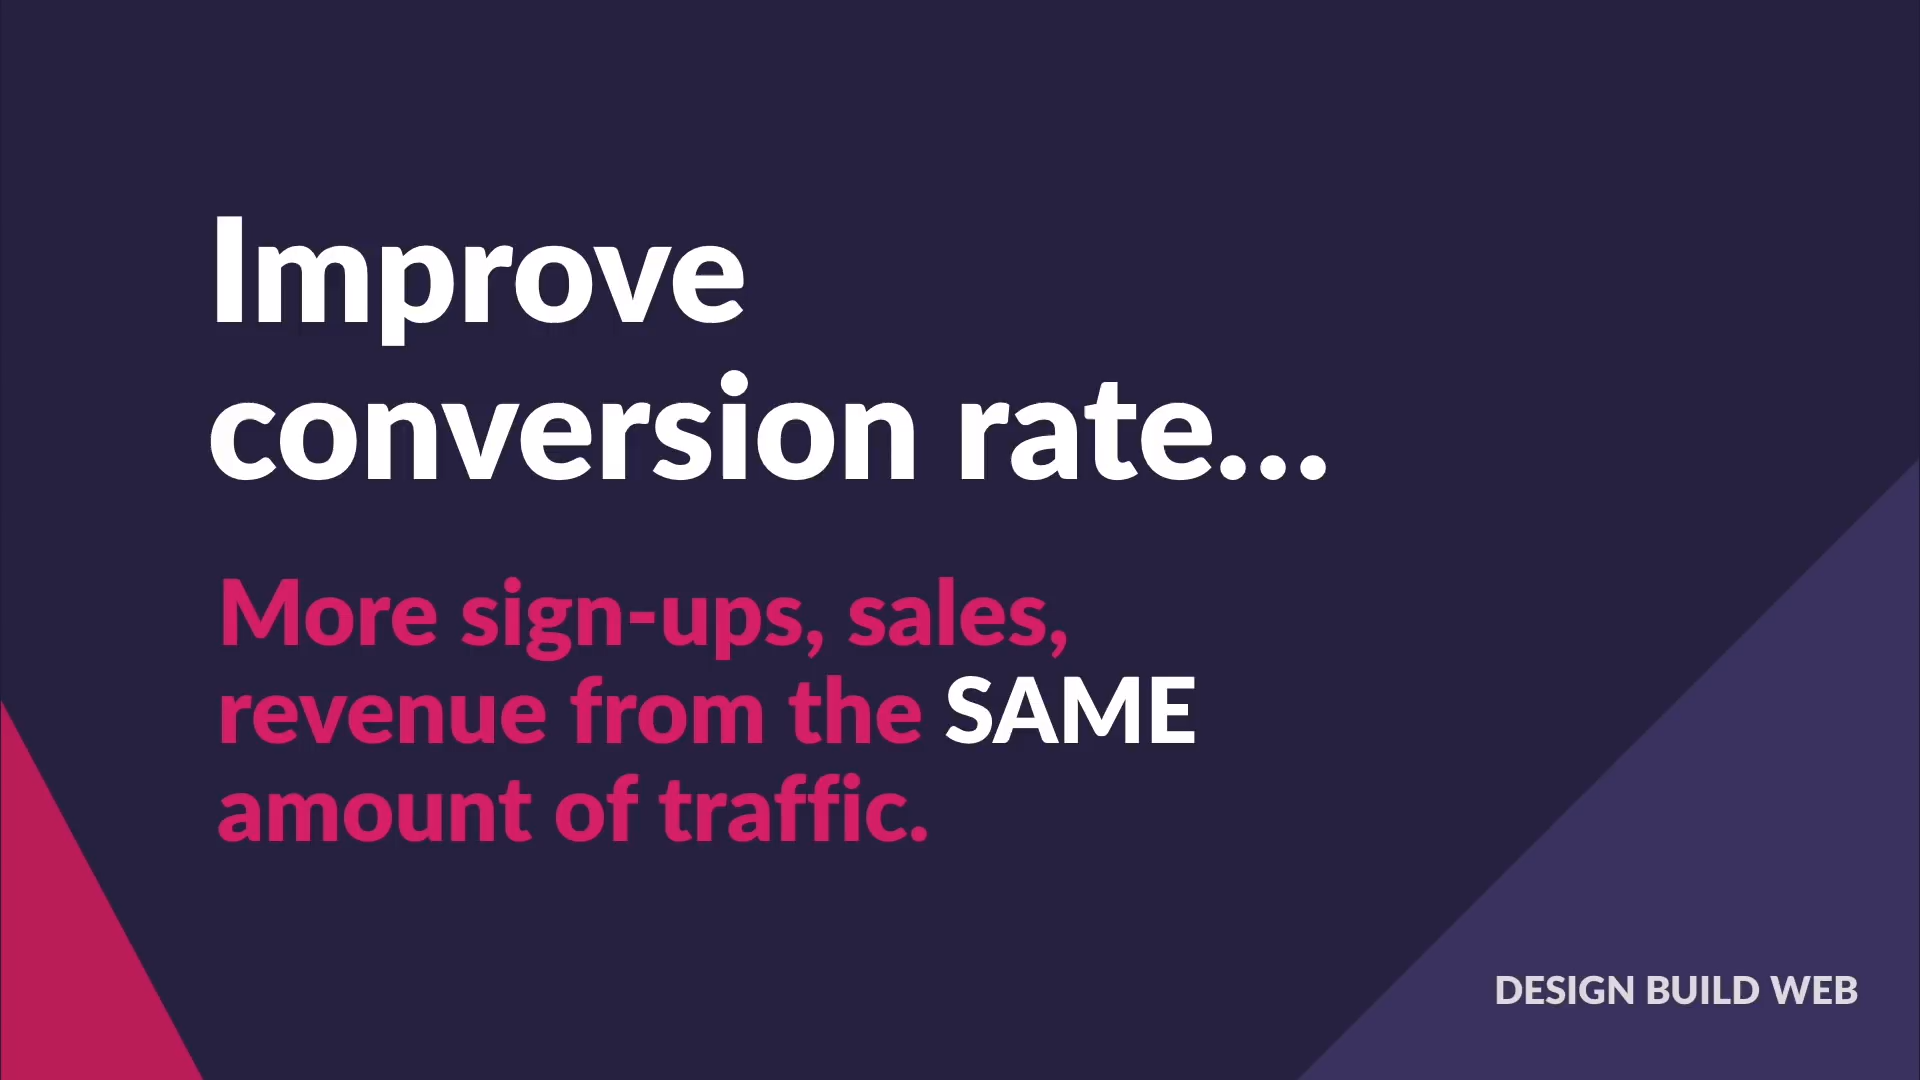 Improve
conversion rate...
More sign-ups, sales,
revenue from the SAME
amount of traffic.
DESIGN BUILD WEB